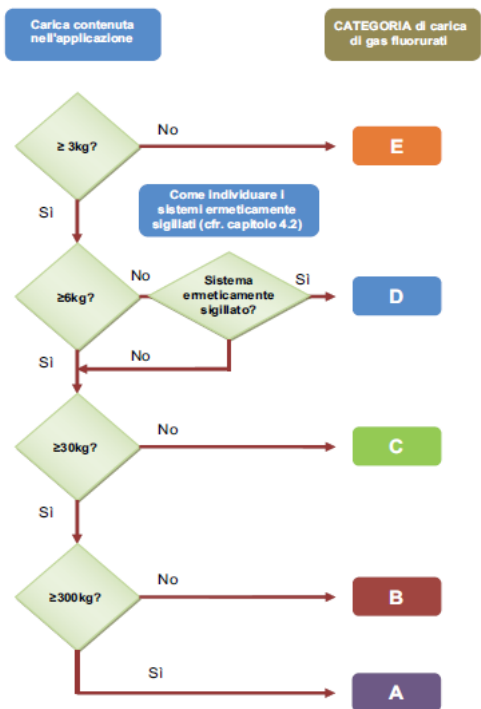 Carica contenuta
nell'applicazione
CATEGORIA di carica
di gas fluorurati
≥ 3kg?
No
E
Sì
Come individuare i
sistemi ermeticamente
sigillati (cfr. capitolo 4.2)
≥6kg?
No
Sistema
ermeticamente
sigillato?
Sì
D
Sì
No
≥30kg?
No
C
Sì
≥300kg?
No
B
Sì
A